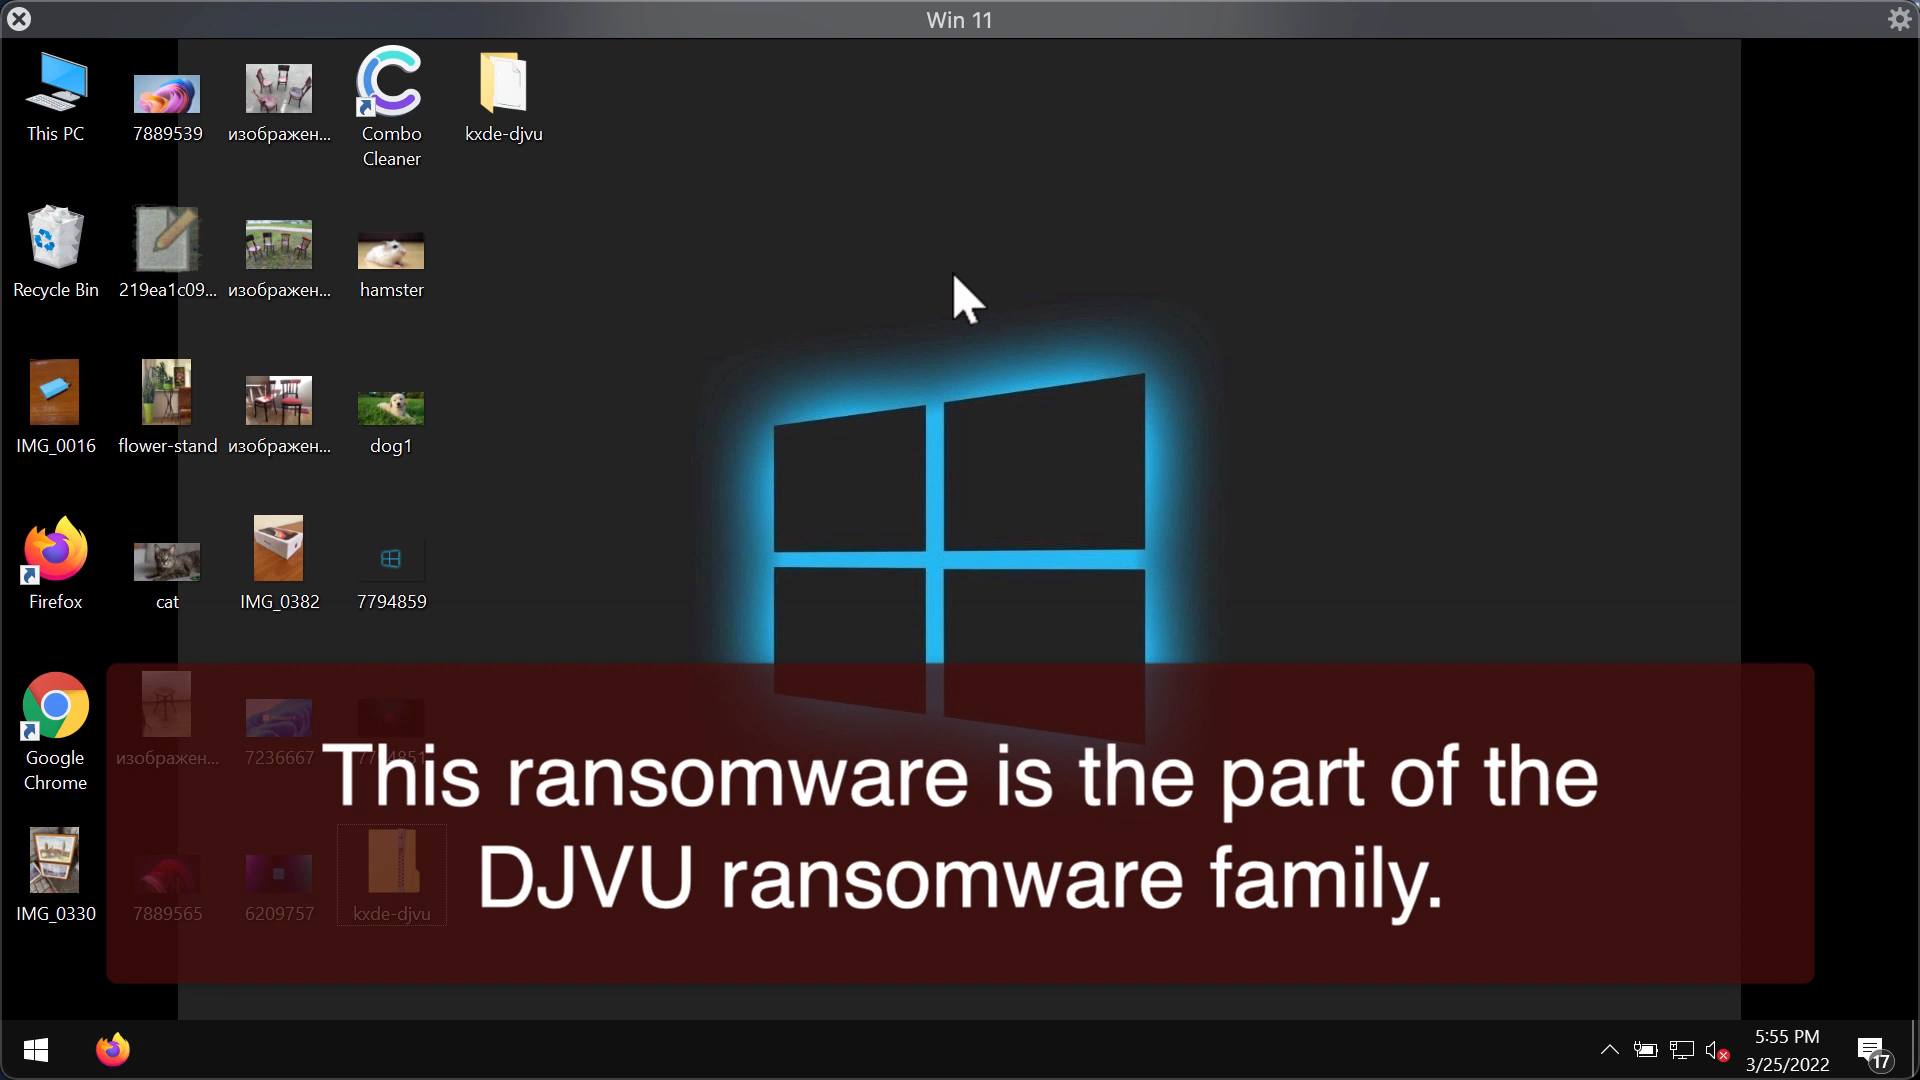 Win 11
This PC
7889539
изображен...
Combo
Cleaner
kxde-djvu
Recycle Bin
219ea1c09...
изображен...
hamster
IMG_0016
flower-stand
изображен...
dog1
Firefox
cat
IMG_0382
7794859
Google
Chrome
изображен...
7236667
This ransomware is the part of the
DJVU ransomware family.
IMG_0330
7889565
6209757
kxde-djvu
5:55 PM
3/25/2022
17